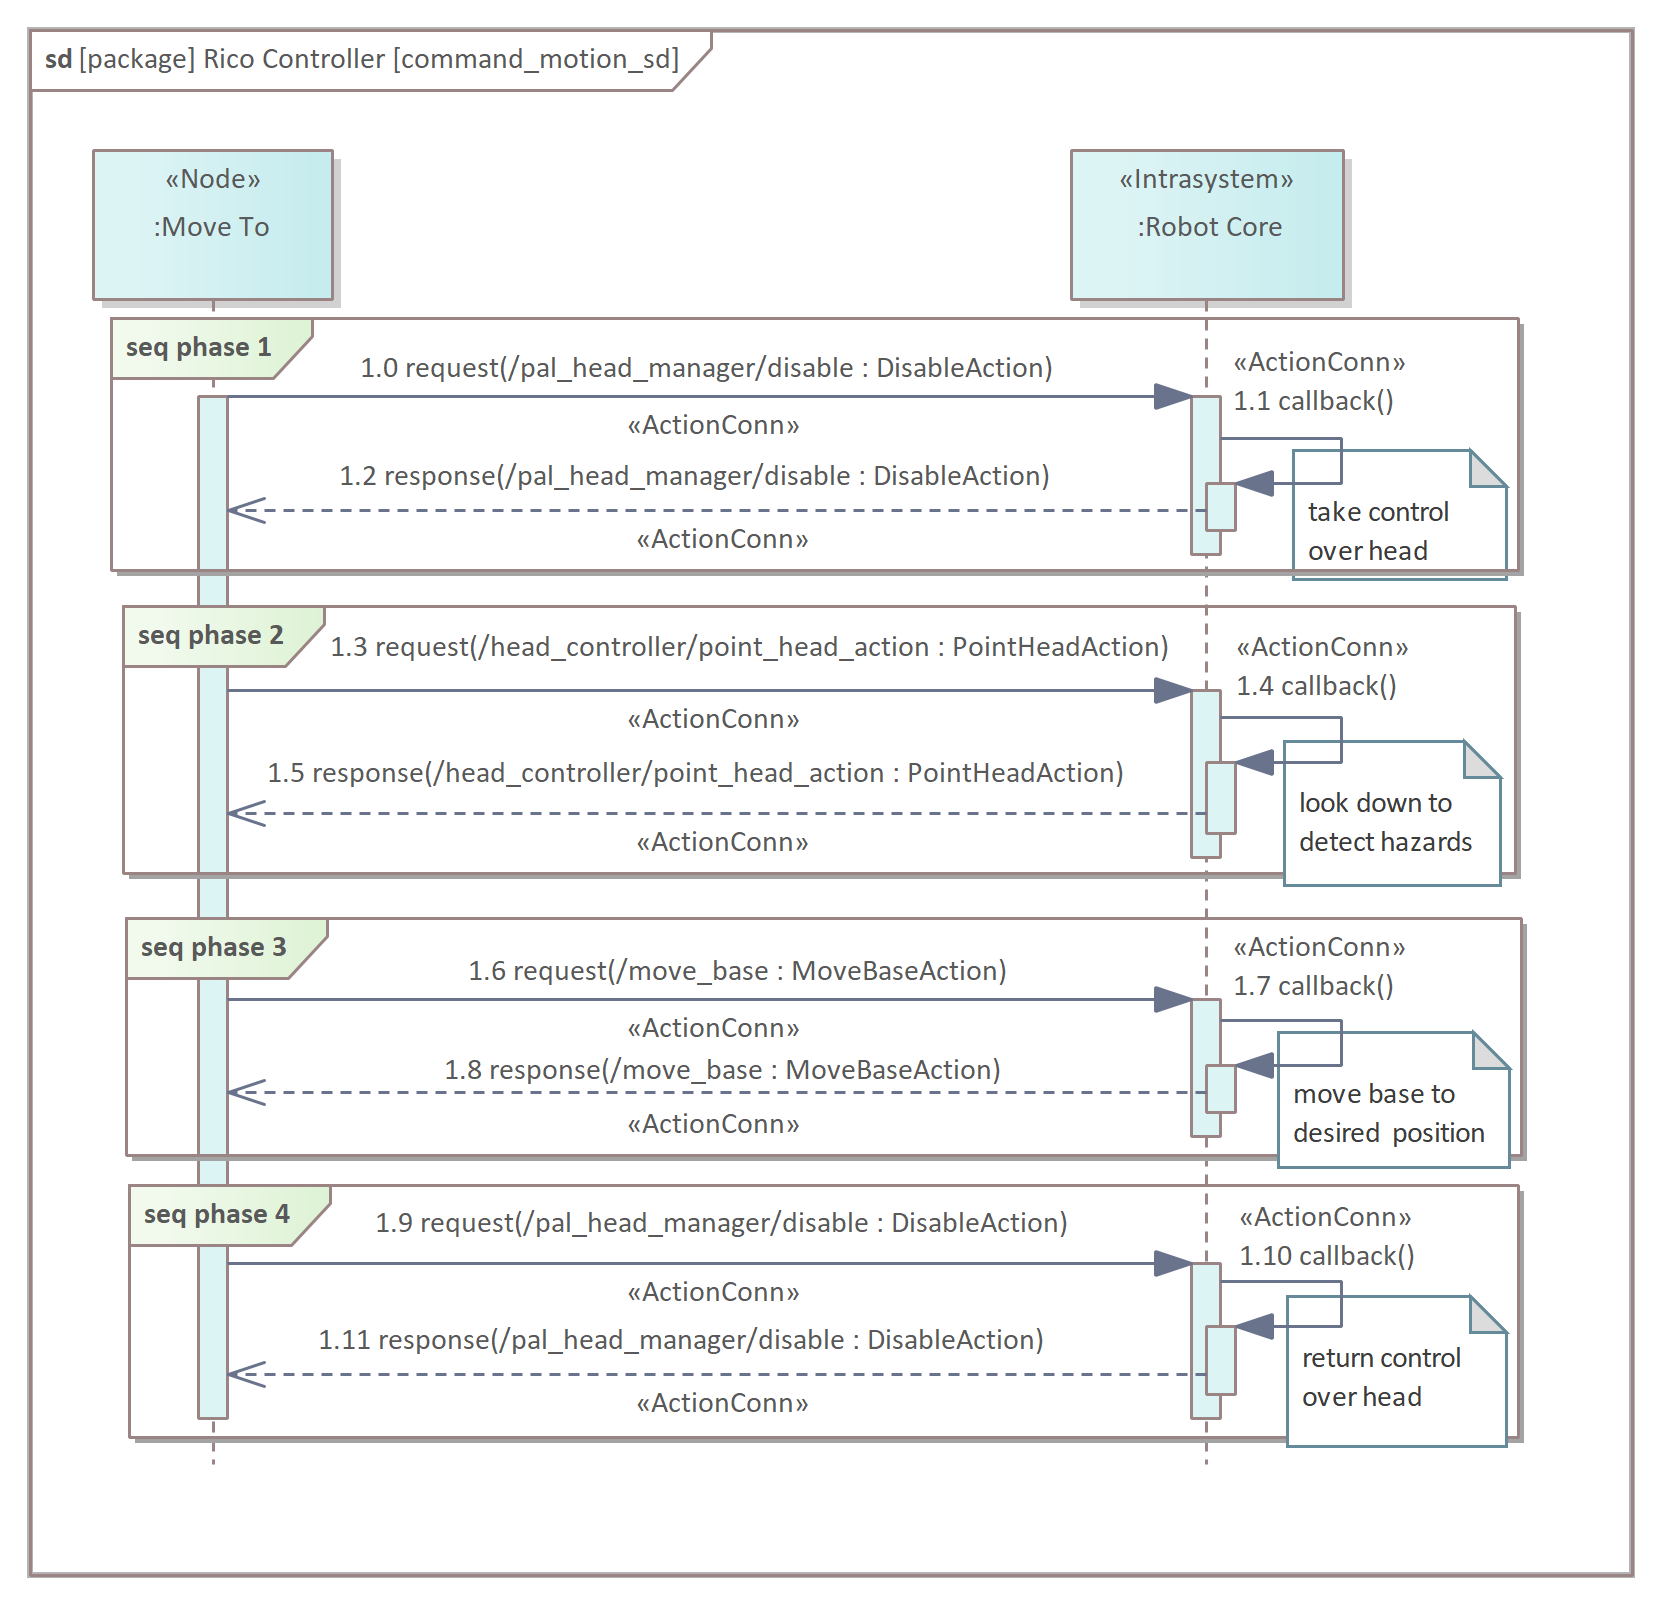 sd [package] Rico Controller [command_motion_sd]
«Node»
:Move To
«Intrasystem»
:Robot Core
seq phase 1
1.0 request(/pal_head_manager/disable : DisableAction)
«ActionConn»
«ActionConn»
1.1 callback()
1.2 response(/pal_head_manager/disable : DisableAction)
«ActionConn»
take control
over head
seq phase 2
1.3 request(/head_controller/point_head_action : PointHeadAction)
«ActionConn»
«ActionConn»
1.4 callback()
1.5 response(/head_controller/point_head_action : PointHeadAction)
«ActionConn»
look down to
detect hazards
seq phase 3
1.6 request(/move_base : MoveBaseAction)
«ActionConn»
«ActionConn»
1.7 callback()
1.8 response(/move_base : MoveBaseAction)
«ActionConn»
move base to
desired  position
seq phase 4
1.9 request(/pal_head_manager/disable : DisableAction)
«ActionConn»
«ActionConn»
1.10 callback()
1.11 response(/pal_head_manager/disable : DisableAction)
«ActionConn»
return control
over head